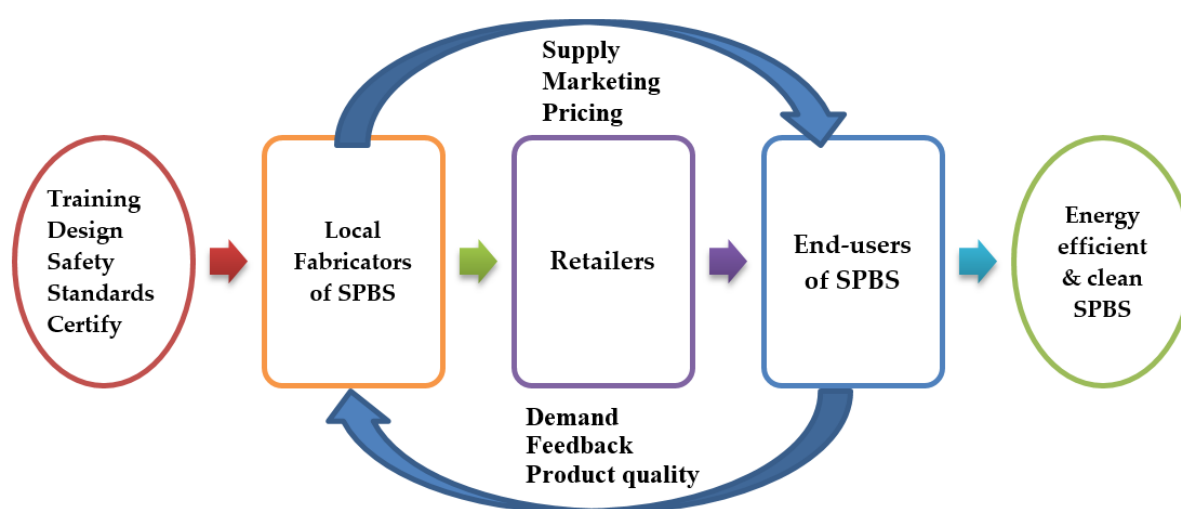 Supply
Marketing
Pricing
Training
Design
Safety
Standards
Certify
Local
Fabricators
of SPBS
Retailers
End-users
of SPBS
Energy
efficient
& clean
SPBS
Demand
Feedback
Product quality